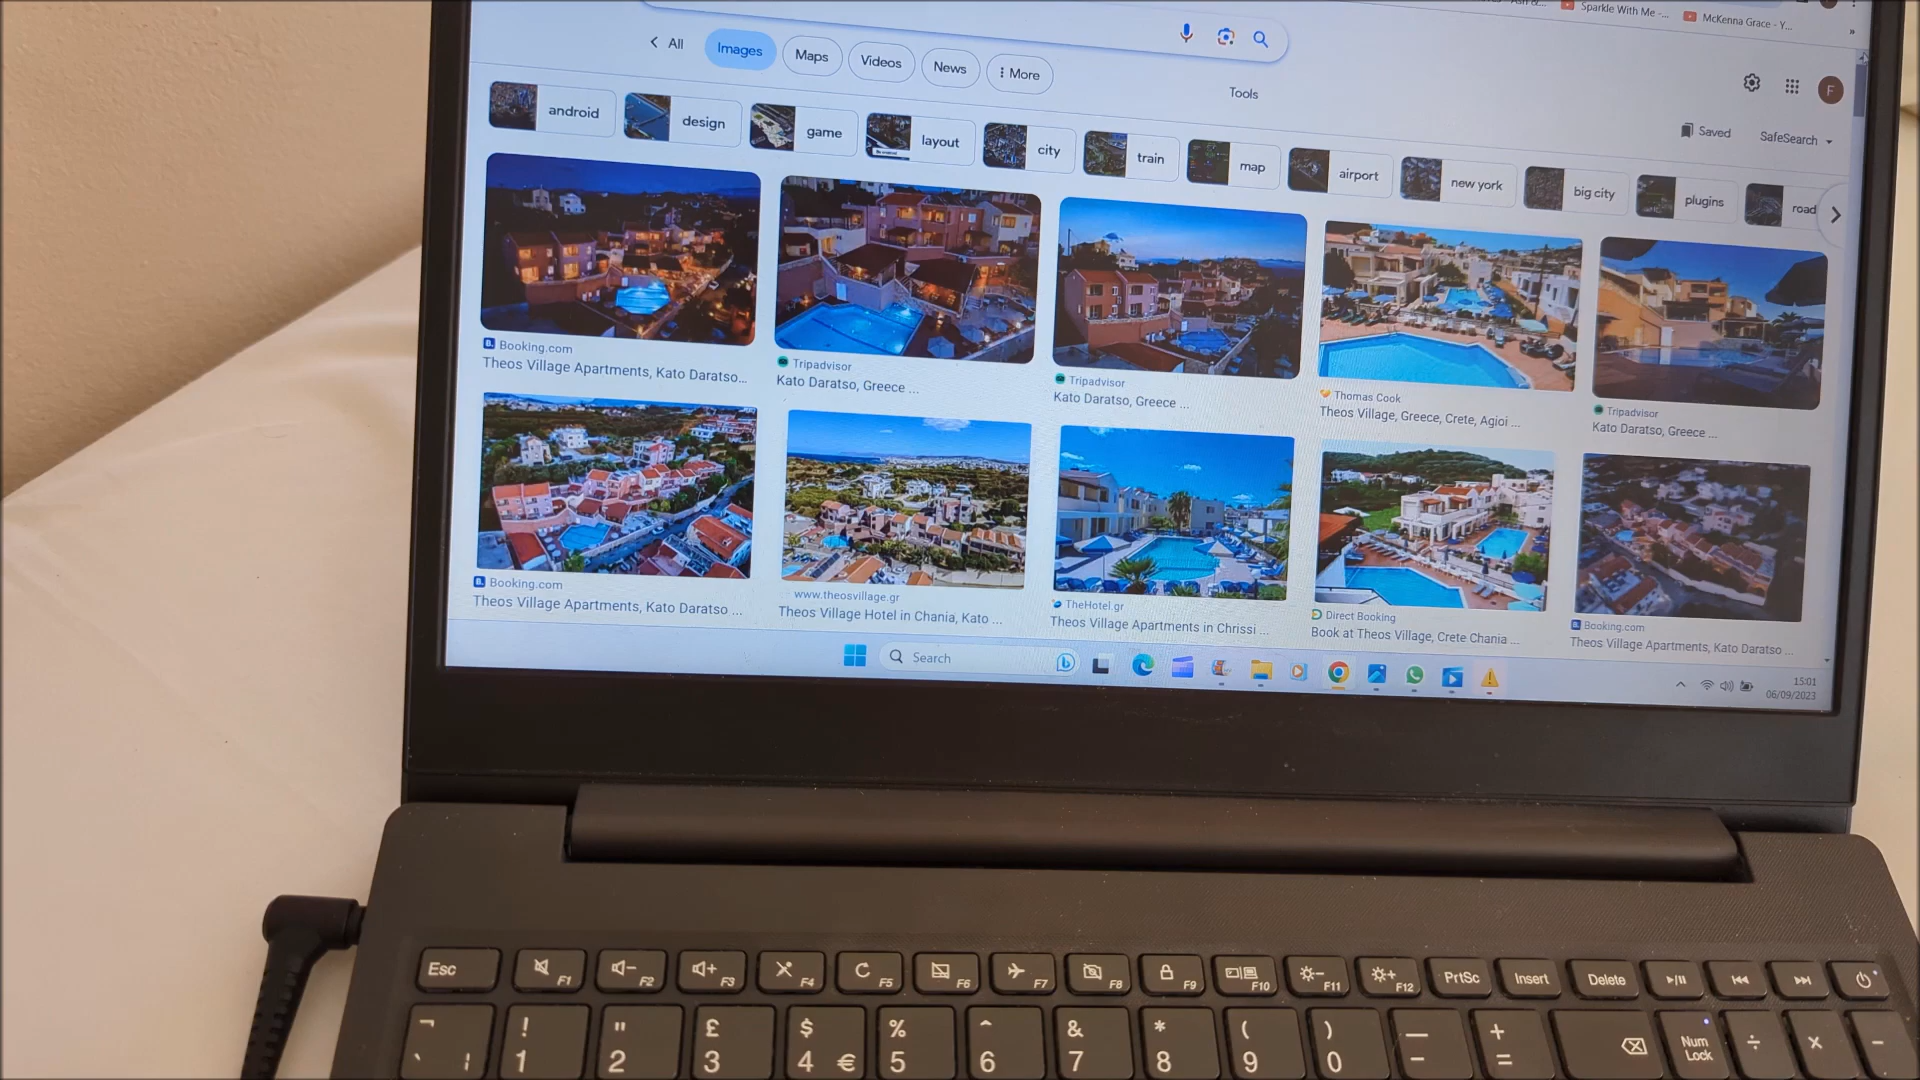 Sparkle With Me -...
McKenna Grace - Y...
»
All
Images
Maps
Videos
News
More
Tools
F
Saved
SafeSearch
android
design
game
layout
city
train
map
airport
new york
big city
plugins
road
Booking.com
Theos Village Apartments, Kato Daratso...
Tripadvisor
Kato Daratso, Greece ...
Tripadvisor
Kato Daratso, Greece ...
Thomas Cook
Theos Village, Greece, Crete, Agioi ...
Tripadvisor
Kato Daratso, Greece ...
Booking.com
Theos Village Apartments, Kato Daratso ...
www.theosvillage.gr
Theos Village Hotel in Chania, Kato ...
TheHotel.gr
Theos Village Apartments in Chrissi ...
Direct Booking
Book at Theos Village, Crete Chania ...
Booking.com
Theos Village Apartments, Kato Daratso ...
Search
15:01
06/09/2023
Esc F1 F2 F3 F4 F5 F6 F7 F8 F9 F10 F11 F12 PrtSc Insert Delete
¬ ! " £ $ % ^ & * ( ) — +
` ¦ 1 2 3 4 € 5 6 7 8 9 0 - = Num Lock ÷ × -